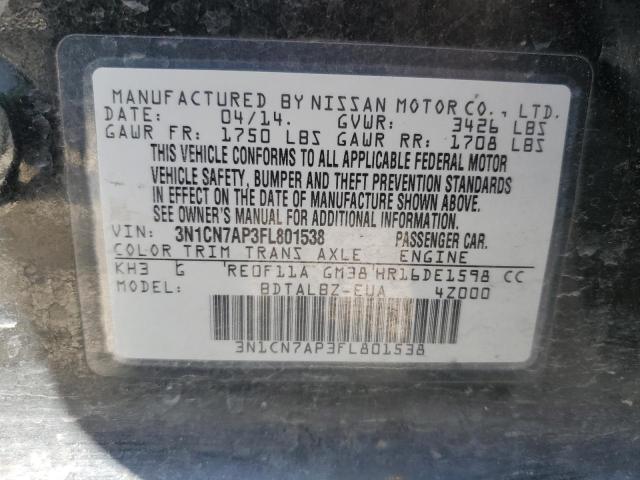 MANUFACTURED BY NISSAN MOTOR CO., LTD.
DATE: 04/14. GVWR: 3426 LBS
GAWR FR: 1750 LBS GAWR RR: 1708 LBS
THIS VEHICLE CONFORMS TO ALL APPLICABLE FEDERAL MOTOR
VEHICLE SAFETY, BUMPER AND THEFT PREVENTION STANDARDS
IN EFFECT ON THE DATE OF MANUFACTURE SHOWN ABOVE.
SEE OWNER'S MANUAL FOR ADDITIONAL INFORMATION.
VIN: 3N1CN7AP3FL801538 PASSENGER CAR.
COLOR TRIM TRANS AXLE ENGINE
KH3 G RE0F11A GM38 HR16DE1598 CC
MODEL: BDTALBZ-EUA 4Z000
3N1CN7AP3FL801538